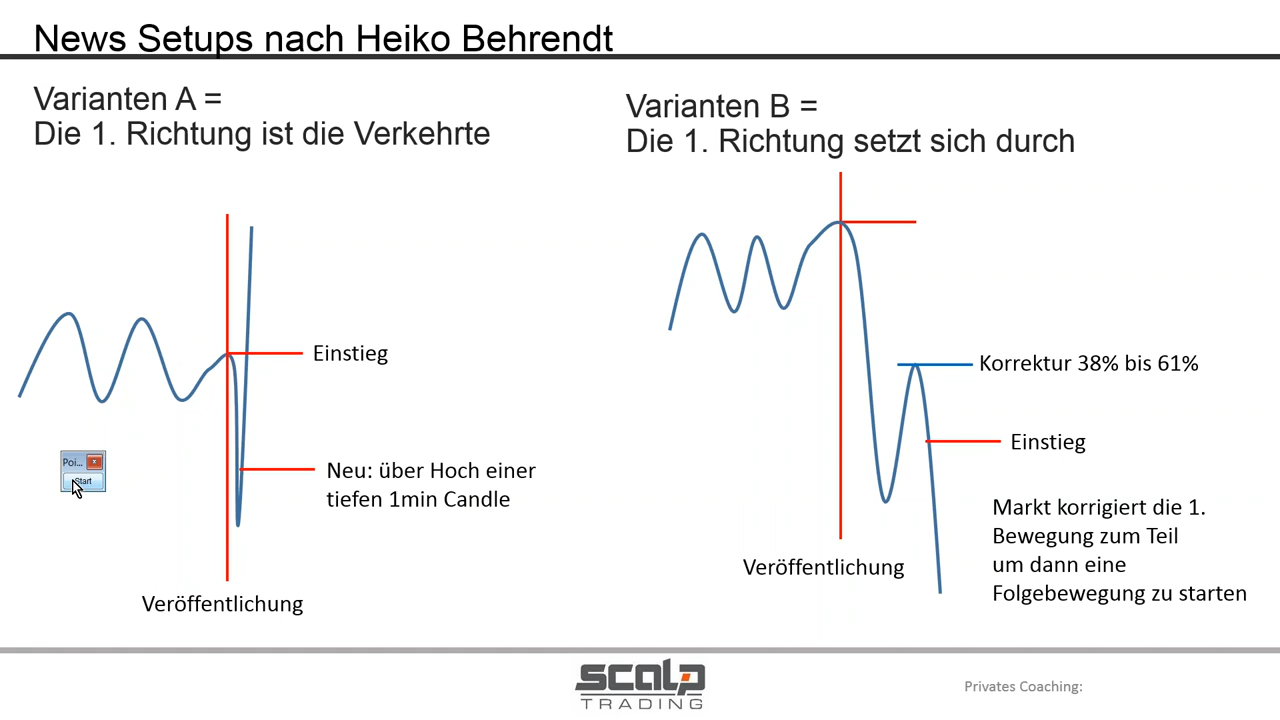 News Setups nach Heiko Behrendt
Varianten A =
Die 1. Richtung ist die Verkehrte
Varianten B =
Die 1. Richtung setzt sich durch
Einstieg
Neu: über Hoch einer
tiefen 1min Candle
Veröffentlichung
Poi...
Start
Korrektur 38% bis 61%
Einstieg
Markt korrigiert die 1.
Bewegung zum Teil
um dann eine
Folgebewegung zu starten
Veröffentlichung
scalp
TRADING
Privates Coaching: